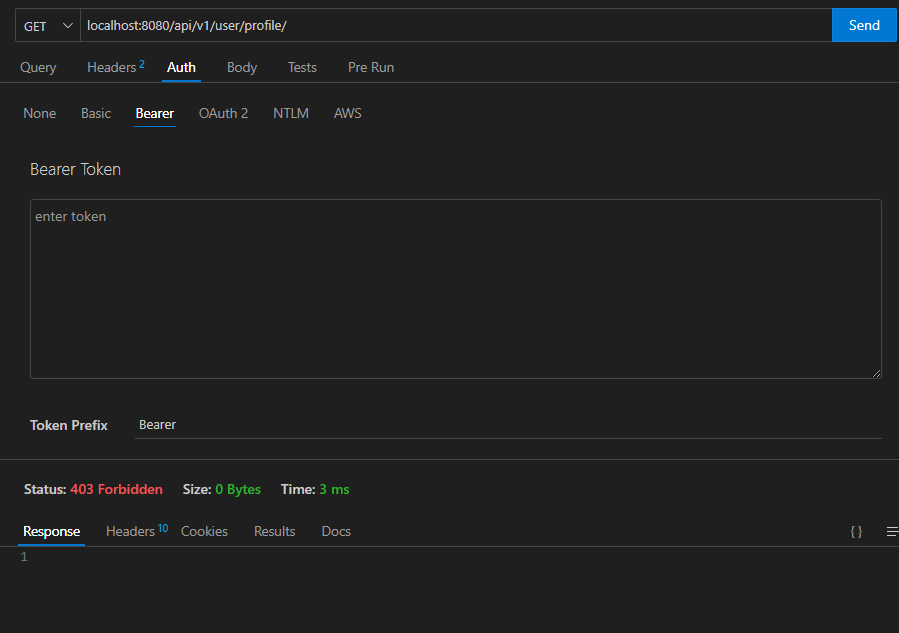 GET localhost:8080/api/v1/user/profile/ Send
Query Headers 2 Auth Body Tests Pre Run
None Basic Bearer OAuth 2 NTLM AWS
Bearer Token
enter token
Token Prefix Bearer
Status: 403 Forbidden Size: 0 Bytes Time: 3 ms
Response Headers 10 Cookies Results Docs { }
1